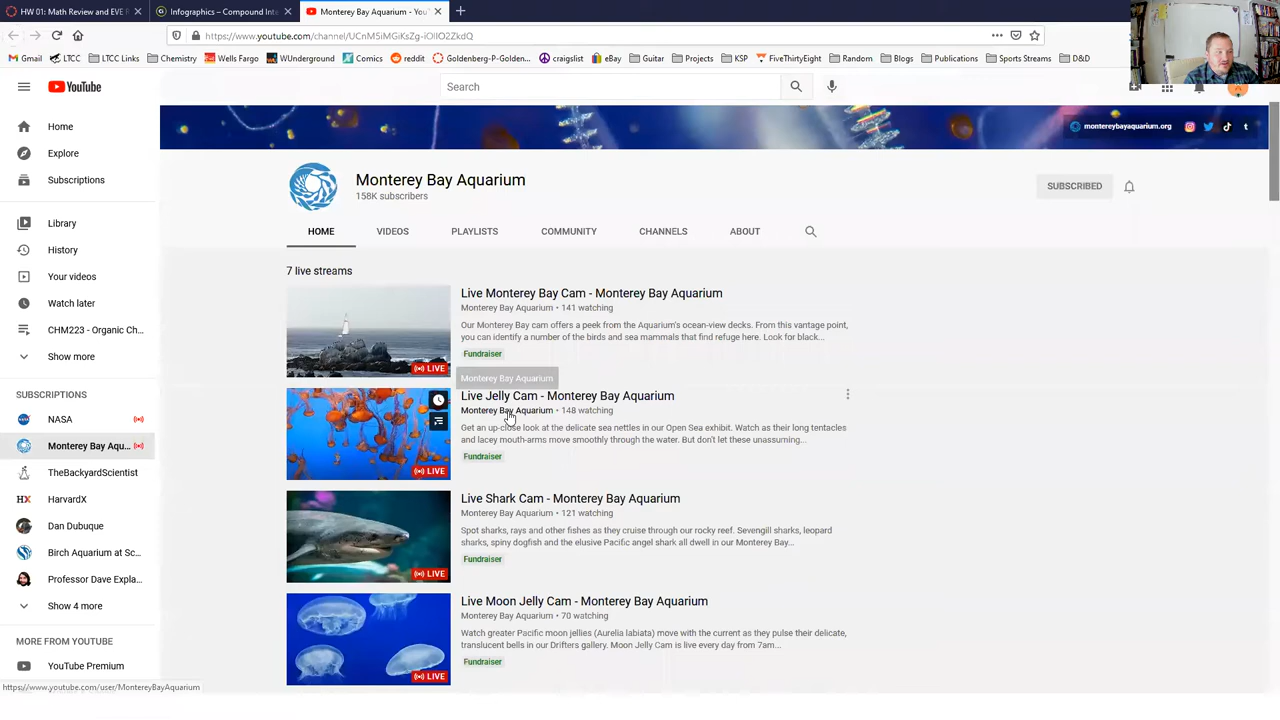 HW 01: Math Review and EVE R
Infographics – Compound Int
Monterey Bay Aquarium - You
https://www.youtube.com/channel/UCnM5iMGiKsZg-iOIIO2ZkdQ
Gmail
LTCC
LTCC Links
Chemistry
Wells Fargo
WUnderground
Comics
reddit
Goldenberg-P-Golden...
craigslist
eBay
Guitar
Projects
KSP
FiveThirtyEight
Random
Blogs
Publications
Sports Streams
D&D
YouTube
Search
Home
Explore
Subscriptions
Library
History
Your videos
Watch later
CHM223 - Organic Ch...
Show more
SUBSCRIPTIONS
NASA
Monterey Bay Aqu...
TheBackyardScientist
HX
HarvardX
Dan Dubuque
Birch Aquarium at Sc...
Professor Dave Expla...
Show 4 more
MORE FROM YOUTUBE
YouTube Premium
https://www.youtube.com/user/MontereyBayAquarium
montereybayaquarium.org
t
Monterey Bay Aquarium
158K subscribers
SUBSCRIBED
HOME
VIDEOS
PLAYLISTS
COMMUNITY
CHANNELS
ABOUT
7 live streams
LIVE
Live Monterey Bay Cam - Monterey Bay Aquarium
Monterey Bay Aquarium • 141 watching
Our Monterey Bay cam offers a peek from the Aquarium's ocean-view decks. From this vantage point,
you can identify a number of the birds and sea mammals that find refuge here. Look for black...
Fundraiser
Monterey Bay Aquarium
LIVE
Live Jelly Cam - Monterey Bay Aquarium
Monterey Bay Aquarium • 148 watching
Get an up-close look at the delicate sea nettles in our Open Sea exhibit. Watch as their long tentacles
and lacey mouth-arms move smoothly through the water. But don't let these unassuming...
Fundraiser
LIVE
Live Shark Cam - Monterey Bay Aquarium
Monterey Bay Aquarium • 121 watching
Spot sharks, rays and other fishes as they cruise through our rocky reef. Sevengill sharks, leopard
sharks, spiny dogfish and the elusive Pacific angel shark all dwell in our Monterey Bay...
Fundraiser
LIVE
Live Moon Jelly Cam - Monterey Bay Aquarium
Monterey Bay Aquarium • 70 watching
Watch greater Pacific moon jellies (Aurelia labiata) move with the current as they pulse their delicate,
translucent bells in our Drifters gallery. Moon Jelly Cam is live every day from 7am...
Fundraiser